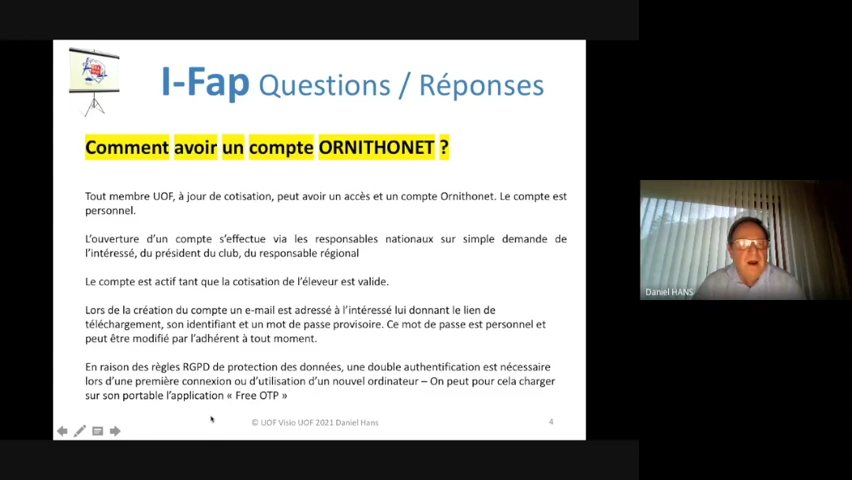 I-Fap Questions / Réponses
Comment avoir un compte ORNITHONET ?
Tout membre UOF, à jour de cotisation, peut avoir un accès et un compte Ornithonet. Le compte est
personnel.
L'ouverture d'un compte s'effectue via les responsables nationaux sur simple demande de
l'intéressé, du président du club, du responsable régional
Le compte est actif tant que la cotisation de l'éleveur est valide.
Lors de la création du compte un e-mail est adressé à l'intéressé lui donnant le lien de
téléchargement, son identifiant et un mot de passe provisoire. Ce mot de passe est personnel et
peut être modifié par l'adhérent à tout moment.
En raison des règles RGPD de protection des données, une double authentification est nécessaire
lors d'une première connexion ou d'utilisation d'un nouvel ordinateur – On peut pour cela charger
sur son portable l'application « Free OTP »
© UOF Visio UOF 2021 Daniel Hans
4
Daniel HANS